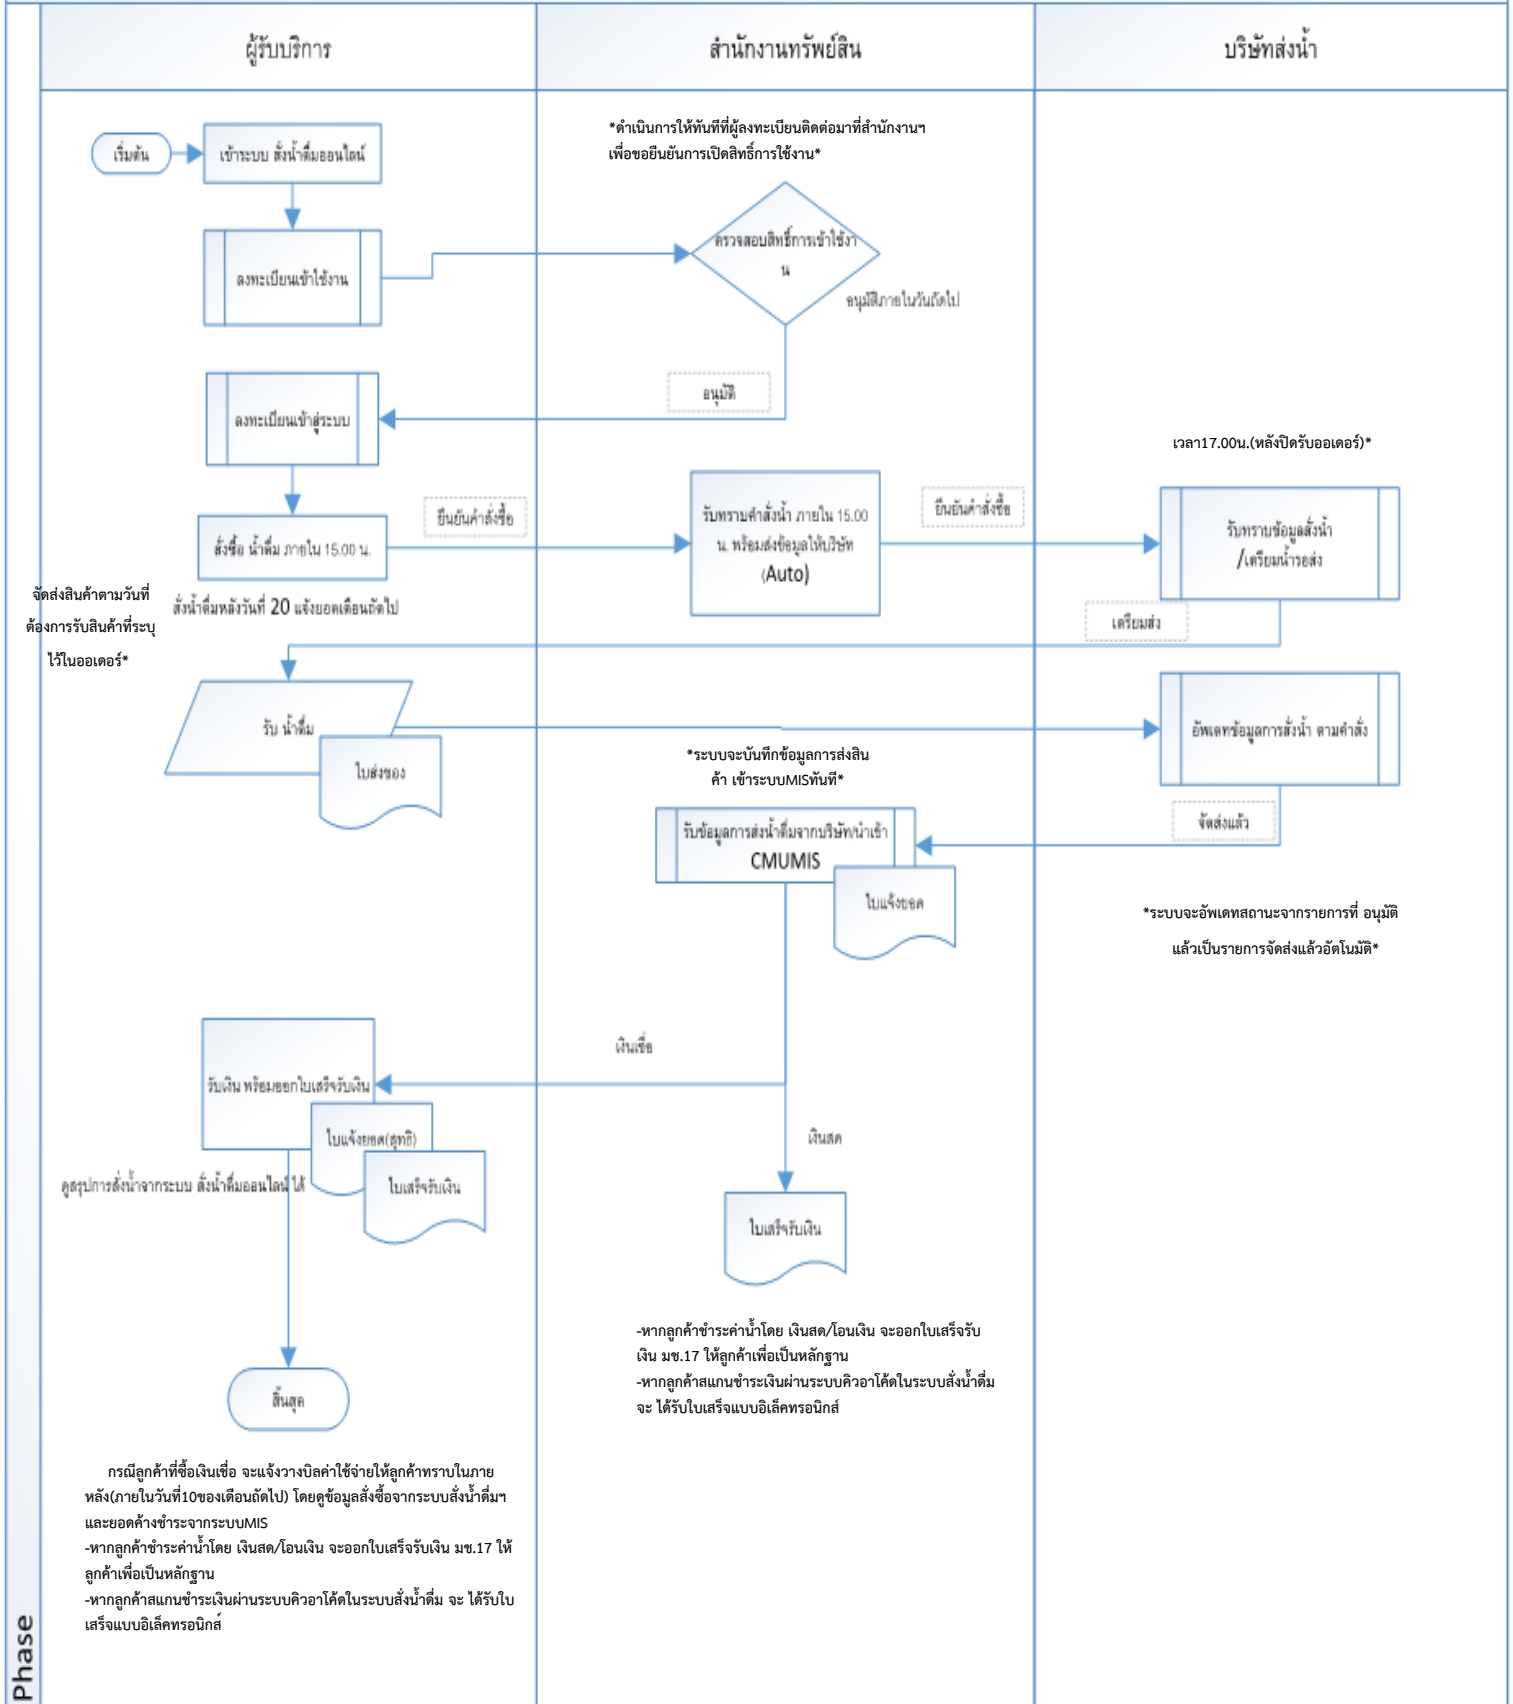 ผู้รับบริการ
สำนักงานทรัพย์สิน
บริษัทส่งน้ำ
เริ่มต้น
เข้าระบบ สั่งน้ำดื่มออนไลน์
*ดำเนินการให้ทันทีที่ผู้ลงทะเบียนติดต่อมาที่สำนักงานฯ
เพื่อขอยืนยันการเปิดสิทธิ์การใช้งาน*
ลงทะเบียนเข้าใช้งาน
ตรวจสอบสิทธิ์การเข้าใช้งา
น
อนุมัติภายในวันถัดไป
อนุมัติ
ลงทะเบียนเข้าสู่ระบบ
เวลา17.00น.(หลังปิดรับออเดอร์)*
ยืนยันคำสั่งซื้อ
ยืนยันคำสั่งซื้อ
สั่งซื้อ น้ำดื่ม ภายใน 15.00 น.
รับทราบคำสั่งน้ำ ภายใน 15.00
น. พร้อมส่งข้อมูลให้บริษัท
(Auto)
รับทราบข้อมูลสั่งน้ำ
/เตรียมน้ำรอส่ง
จัดส่งสินค้าตามวันที่
ต้องการรับสินค้าที่ระบุ
ไว้ในออเดอร์*
สั่งน้ำดื่มหลังวันที่ 20 แจ้งยอดเดือนถัดไป
เตรียมส่ง
รับ น้ำดื่ม
ใบส่งของ
*ระบบจะบันทึกข้อมูลการส่งสิน
ค้า เข้าระบบMISทันที*
อัพเดทข้อมูลการสั่งน้ำ ตามคำสั่ง
จัดส่งแล้ว
รับข้อมูลการส่งน้ำดื่มจากบริษัท/นำเข้า
CMUMIS
ใบแจ้งยอด
*ระบบจะอัพเดทสถานะจากรายการที่ อนุมัติ
แล้วเป็นรายการจัดส่งแล้วอัตโนมัติ*
เงินเชื่อ
รับเงิน พร้อมออกใบเสร็จรับเงิน
ใบแจ้งยอด(สุทธิ)
เงินสด
ดูสรุปการสั่งน้ำจากระบบ สั่งน้ำดื่มออนไลน์ ได้
ใบเสร็จรับเงิน
ใบเสร็จรับเงิน
-หากลูกค้าชำระค่าน้ำโดย เงินสด/โอนเงิน จะออกใบเสร็จรับ
เงิน มช.17 ให้ลูกค้าเพื่อเป็นหลักฐาน
-หากลูกค้าสแกนชำระเงินผ่านระบบคิวอาโค้ดในระบบสั่งน้ำดื่ม
จะ ได้รับใบเสร็จแบบอิเล็คทรอนิกส์
สิ้นสุด
กรณีลูกค้าที่ซื้อเงินเชื่อ จะแจ้งวางบิลค่าใช้จ่ายให้ลูกค้าทราบในภาย
หลัง(ภายในวันที่10ของเดือนถัดไป) โดยดูข้อมูลสั่งซื้อจากระบบสั่งน้ำดื่มฯ
และยอดค้างชำระจากระบบMIS
-หากลูกค้าชำระค่าน้ำโดย เงินสด/โอนเงิน จะออกใบเสร็จรับเงิน มช.17 ให้
ลูกค้าเพื่อเป็นหลักฐาน
-หากลูกค้าสแกนชำระเงินผ่านระบบคิวอาโค้ดในระบบสั่งน้ำดื่ม จะ ได้รับใบ
เสร็จแบบอิเล็คทรอนิกส์
Phase